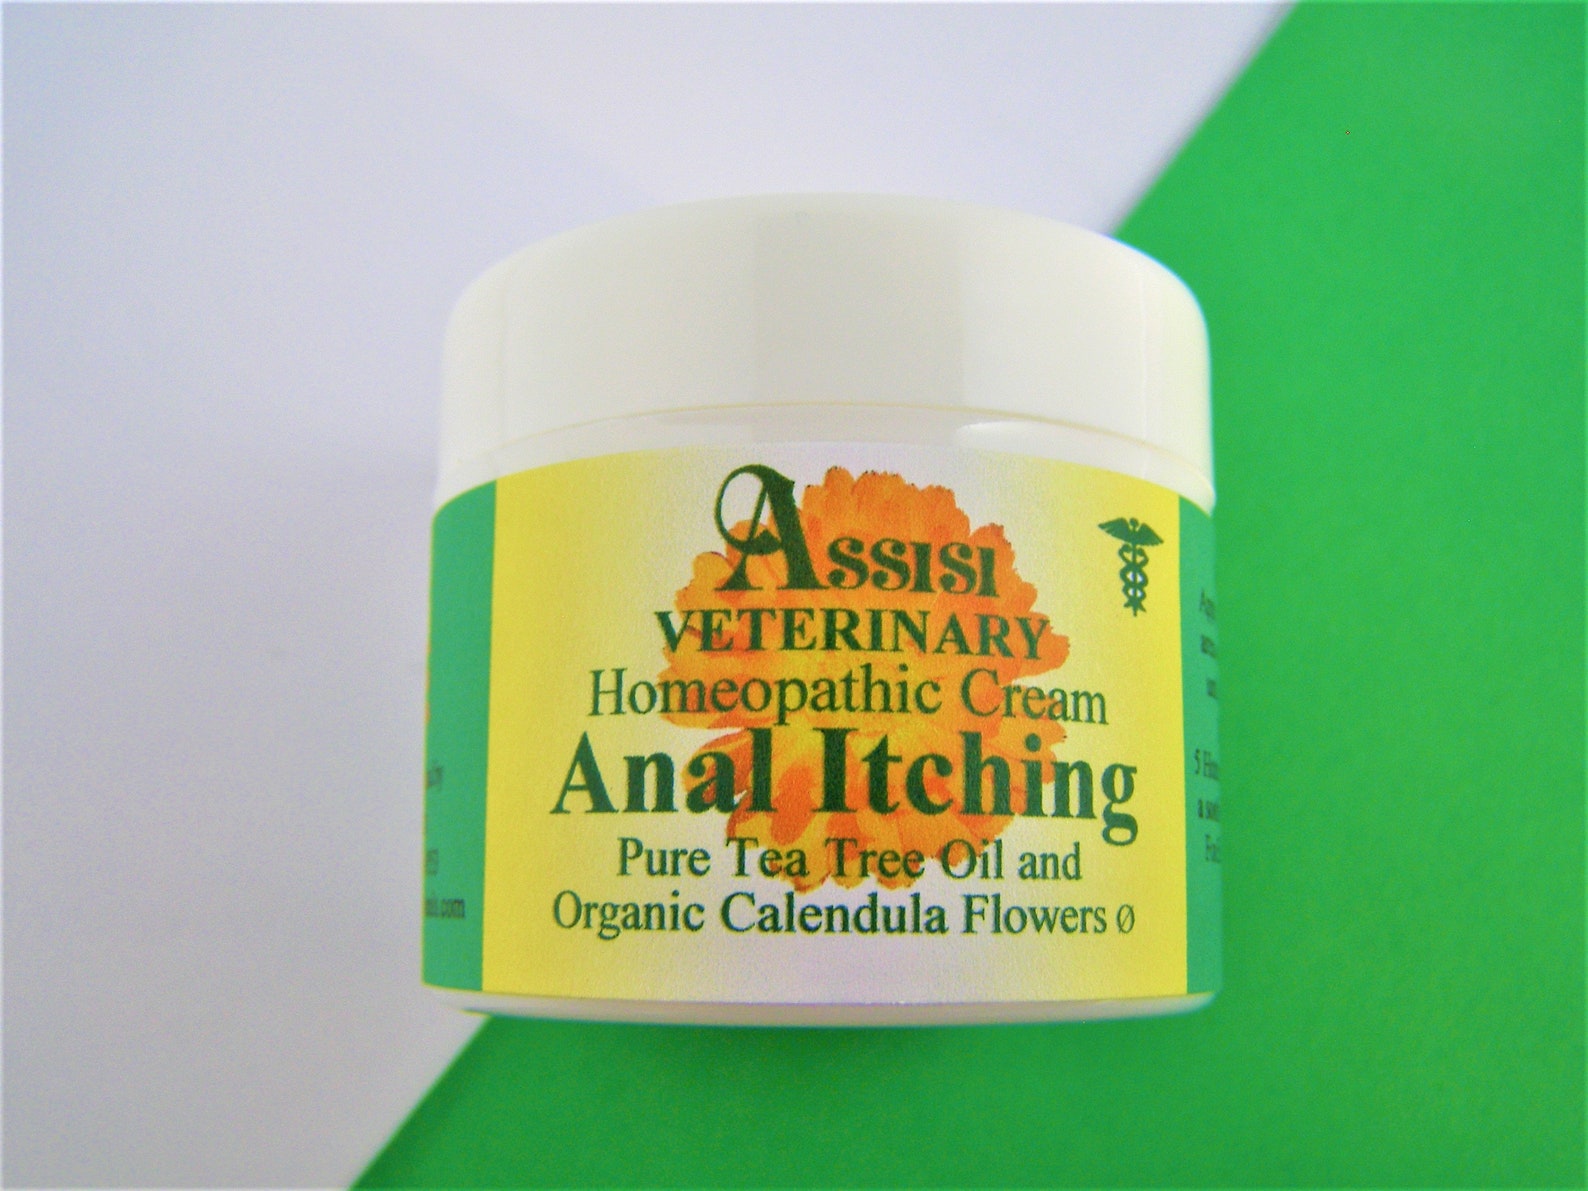 Assisi
VETERINARY
Homeopathic Cream
Anal Itching
Pure Tea Tree Oil and
Organic Calendula Flowers Ø